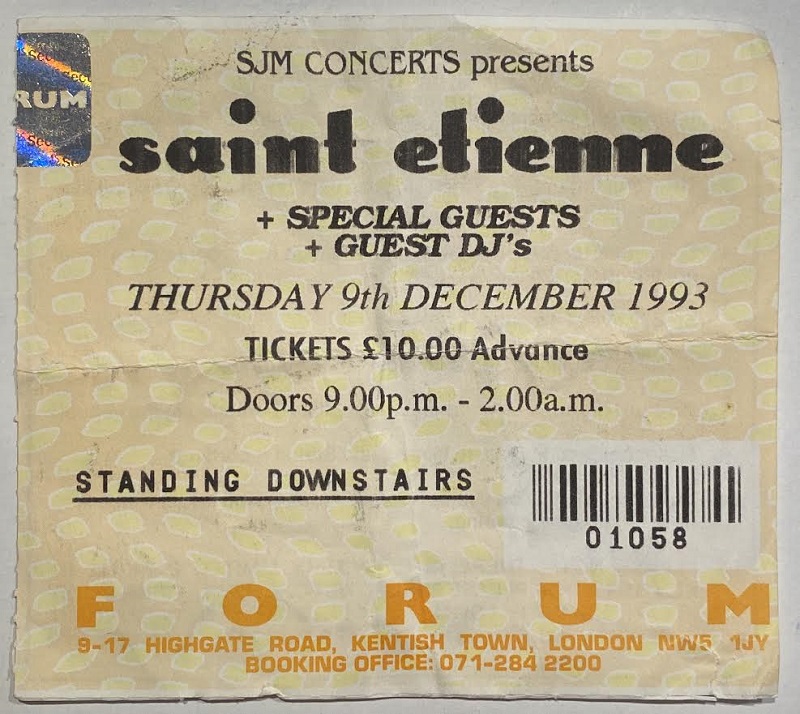 SJM CONCERTS presents
RUM
saint etienne
+ SPECIAL GUESTS
+ GUEST DJ's
THURSDAY 9th DECEMBER 1993
TICKETS £10.00 Advance
Doors 9.00p.m. - 2.00a.m.
STANDING DOWNSTAIRS
01058
FORUM
9-17 HIGHGATE ROAD, KENTISH TOWN, LONDON NW5 1JY
BOOKING OFFICE: 071-284 2200